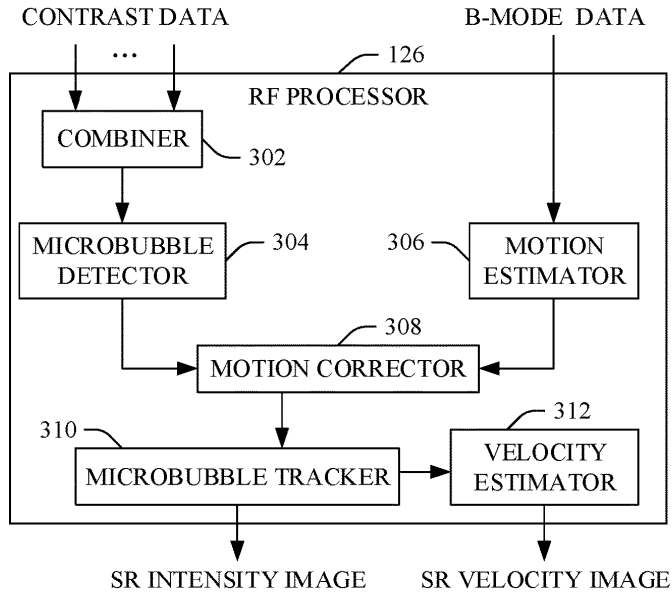 CONTRAST DATA
B-MODE DATA
...
126
RF PROCESSOR
COMBINER
302
MICROBUBBLE
DETECTOR
304
306
MOTION
ESTIMATOR
308
MOTION CORRECTOR
310
312
MICROBUBBLE TRACKER
VELOCITY
ESTIMATOR
SR INTENSITY IMAGE
SR VELOCITY IMAGE